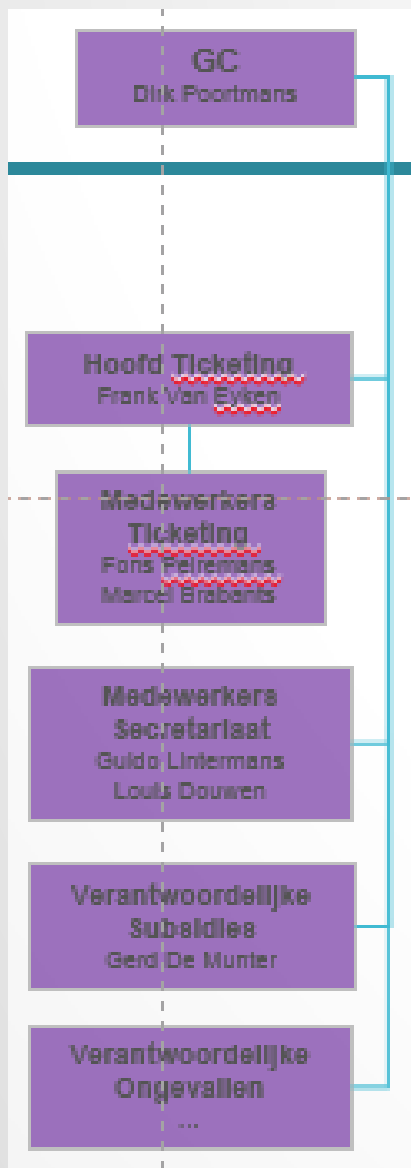 GC
Dirk Poortmans
Hoofd Ticketing
Frank Van Eyken
Medewerkers
Ticketing
Fons Peiremans
Marcel Brabants
Medewerkers
Secretariaat
Guido Lintermans
Louis Douwen
Verantwoordelijke
Subsidies
Gerd De Munter
Verantwoordelijke
Ongevallen
...